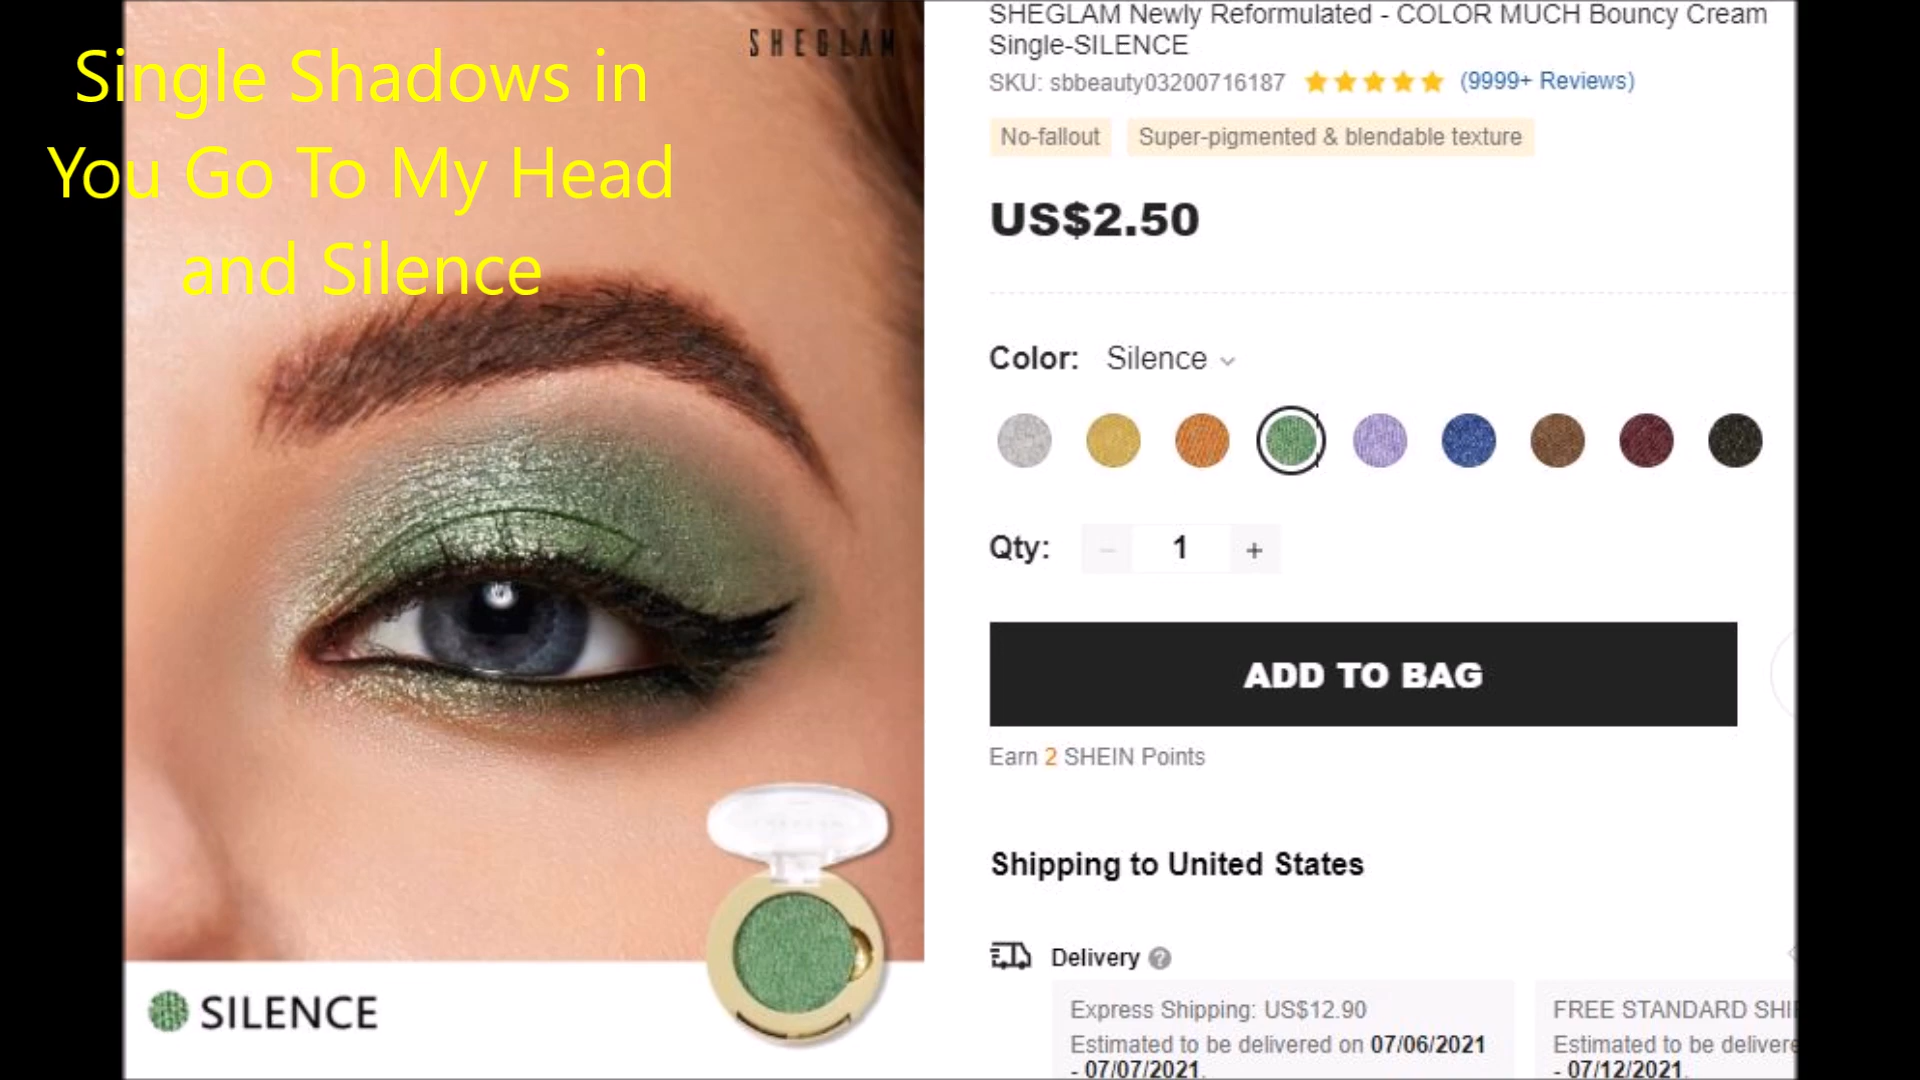 Single Shadows in
You Go To My Head
and Silence
SHEGLAM
SILENCE
SHEGLAM Newly Reformulated - COLOR MUCH Bouncy Cream
Single-SILENCE
SKU: sbbeauty03200716187 (9999+ Reviews)
No-fallout Super-pigmented & blendable texture
US$2.50
Color: Silence
Qty: − 1 +
ADD TO BAG
Earn 2 SHEIN Points
Shipping to United States
Delivery ?
Express Shipping: US$12.90
Estimated to be delivered on 07/06/2021
- 07/07/2021.
FREE STANDARD
Estimated to be
- 07/12/2021.